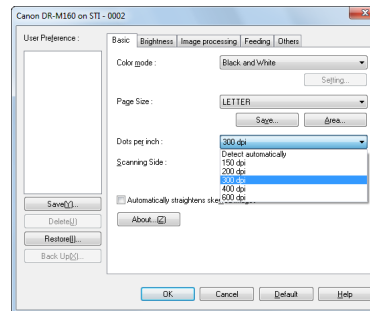 Canon DR-M160 on STI - 0002
User Preference :
Basic Brightness Image processing Feeding Others
Color mode : Black and White
Setting...
Page Size : LETTER
Save... Area...
Dots per inch : 300 dpi
Detect automatically
150 dpi
200 dpi
300 dpi
400 dpi
600 dpi
Scanning Side :
Automatically straightens
Save(Y)...
Delete(J)
Restore(I)...
Back Up(X)...
About
OK Cancel Default Help